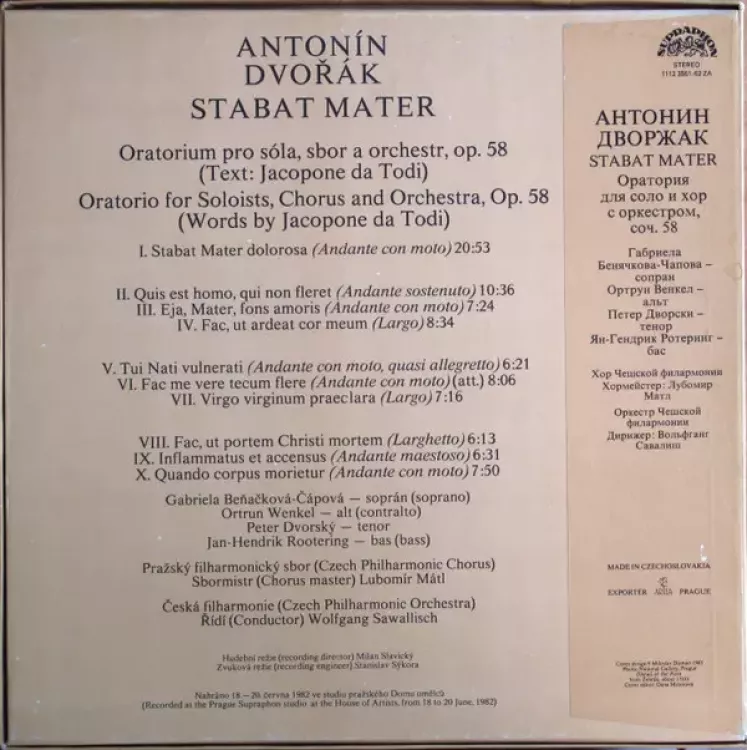 ANTONÍN
DVOŘÁK
STABAT MATER
Oratorium pro sóla, sbor a orchestr, op. 58
(Text: Jacopone da Todi)
Oratorio for Soloists, Chorus and Orchestra, Op. 58
(Words by Jacopone da Todi)
I. Stabat Mater dolorosa (Andante con moto) 20:53
II. Quis est homo, qui non fleret (Andante sostenuto) 10:36
III. Eja, Mater, fons amoris (Andante con moto) 7:24
IV. Fac, ut ardeat cor meum (Largo) 8:34
V. Tui Nati vulnerati (Andante con moto, quasi allegretto) 6:21
VI. Fac me vere tecum flere (Andante con moto) (att.) 8:06
VII. Virgo virginum praeclara (Largo) 7:16
VIII. Fac, ut portem Christi mortem (Larghetto) 6:13
IX. Inflammatus et accensus (Andante maestoso) 6:31
X. Quando corpus morietur (Andante con moto) 7:50
Gabriela Beňačková-Čápová — soprán (soprano)
Ortrun Wenkel — alt (contralto)
Peter Dvorský — tenor
Jan-Hendrik Rootering — bas (bass)
Pražský filharmonický sbor (Czech Philharmonic Chorus)
Sbormistr (Chorus master) Lubomír Mátl
Česká filharmonie (Czech Philharmonic Orchestra)
Řídí (Conductor) Wolfgang Sawallisch
Hudební režie (recording director) Milan Slavický
Zvuková režie (recording engineer) Stanislav Sýkora
Nahráno 18. — 20. června 1982 ve studiu pražského Domu umělců
(Recorded at the Prague Supraphon studio at the House of Artists, from 18 to 20 June, 1982)
SUPRAPHON
STEREO
1112 3561-62 ZA
АНТОНИН
ДВОРЖАК
STABAT MATER
Оратория
для соло и хор
с оркестром,
соч. 58
Габриела
Бенячкова-Чапова –
сопран
Ортрун Венкел –
альт
Петер Дворски –
тенор
Ян-Гендрик Ротеринг –
бас
Хор Чешской филармонии
Хормейстер: Лубомир
Матл
Оркестр Чешской
филармонии
Дирижер: Вольфганг
Савалиш
MADE IN CZECHOSLOVAKIA
EXPORTER ARTIA PRAGUE